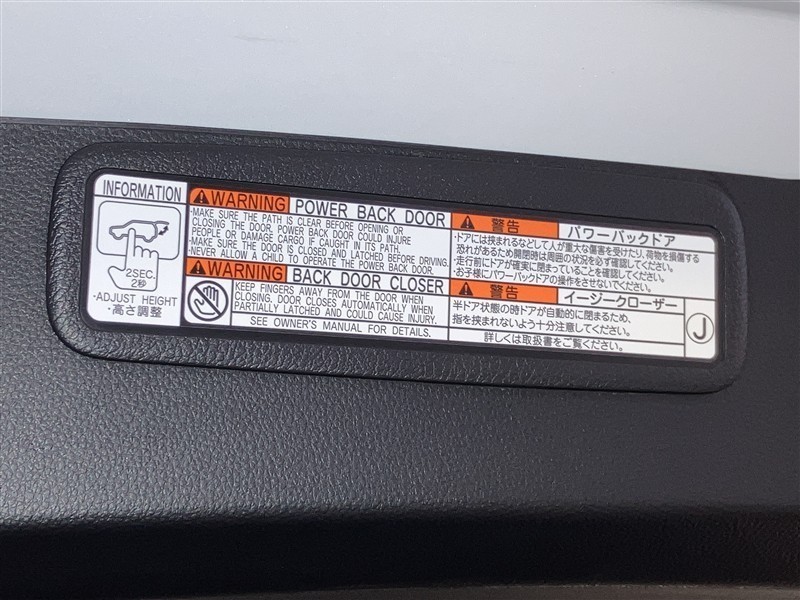 INFORMATION
2SEC.
2秒
・ADJUST HEIGHT
・高さ調整
WARNING POWER BACK DOOR
・MAKE SURE THE PATH IS CLEAR BEFORE OPENING OR
CLOSING THE DOOR. POWER BACK DOOR COULD INJURE
PEOPLE OR DAMAGE CARGO IF CAUGHT IN ITS PATH.
・MAKE SURE THE DOOR IS CLOSED AND LATCHED BEFORE DRIVING.
・NEVER ALLOW A CHILD TO OPERATE THE POWER BACK DOOR.
WARNING BACK DOOR CLOSER
KEEP FINGERS AWAY FROM THE DOOR WHEN
CLOSING. DOOR CLOSES AUTOMATICALLY WHEN
PARTIALLY LATCHED AND COULD CAUSE INJURY.
SEE OWNER'S MANUAL FOR DETAILS.
警告 パワーバックドア
・ドアには挟まれるなどして人が重大な傷害を受けたり、荷物を損傷する
恐れがあるため開閉時は周囲の状況を必ず確認してください。
・走行前にドアが確実に閉まっていることを確認してください。
・お子様にパワーバックドアの操作をさせないでください。
警告 イージークローザー
半ドア状態の時ドアが自動的に閉まるため、
指を挟まれないよう十分注意してください。
詳しくは取扱書をご覧ください。
J